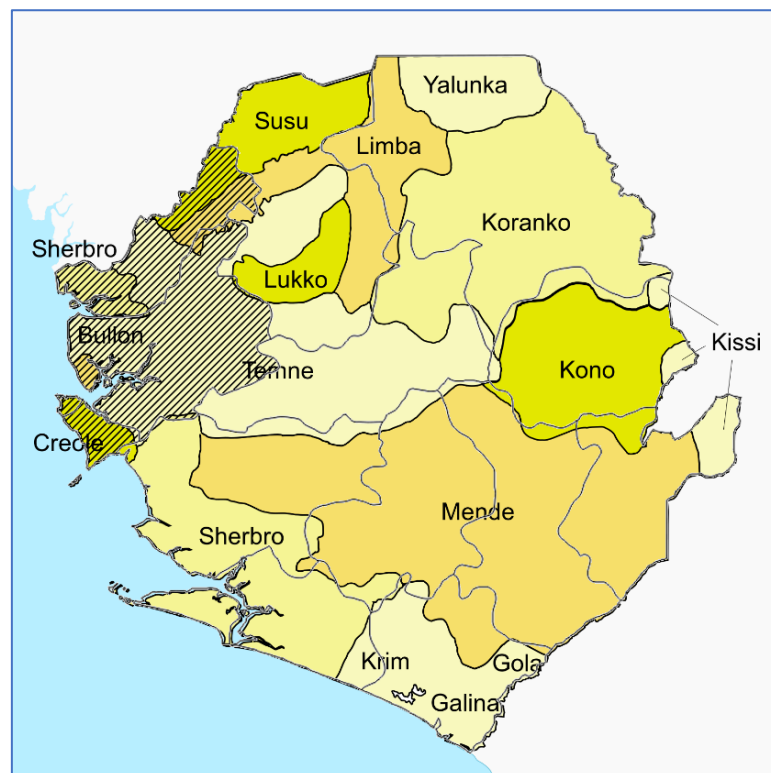 Yalunka
Susu
Limba
Koranko
Sherbro
Lukko
Bullon
Kissi
Temne
Kono
Creole
Mende
Sherbro
Krim
Gola
Galina